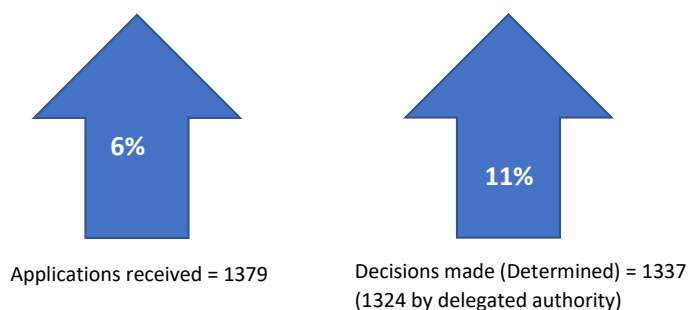 6%
11%
Applications received = 1379
Decisions made (Determined) = 1337
(1324 by delegated authority)